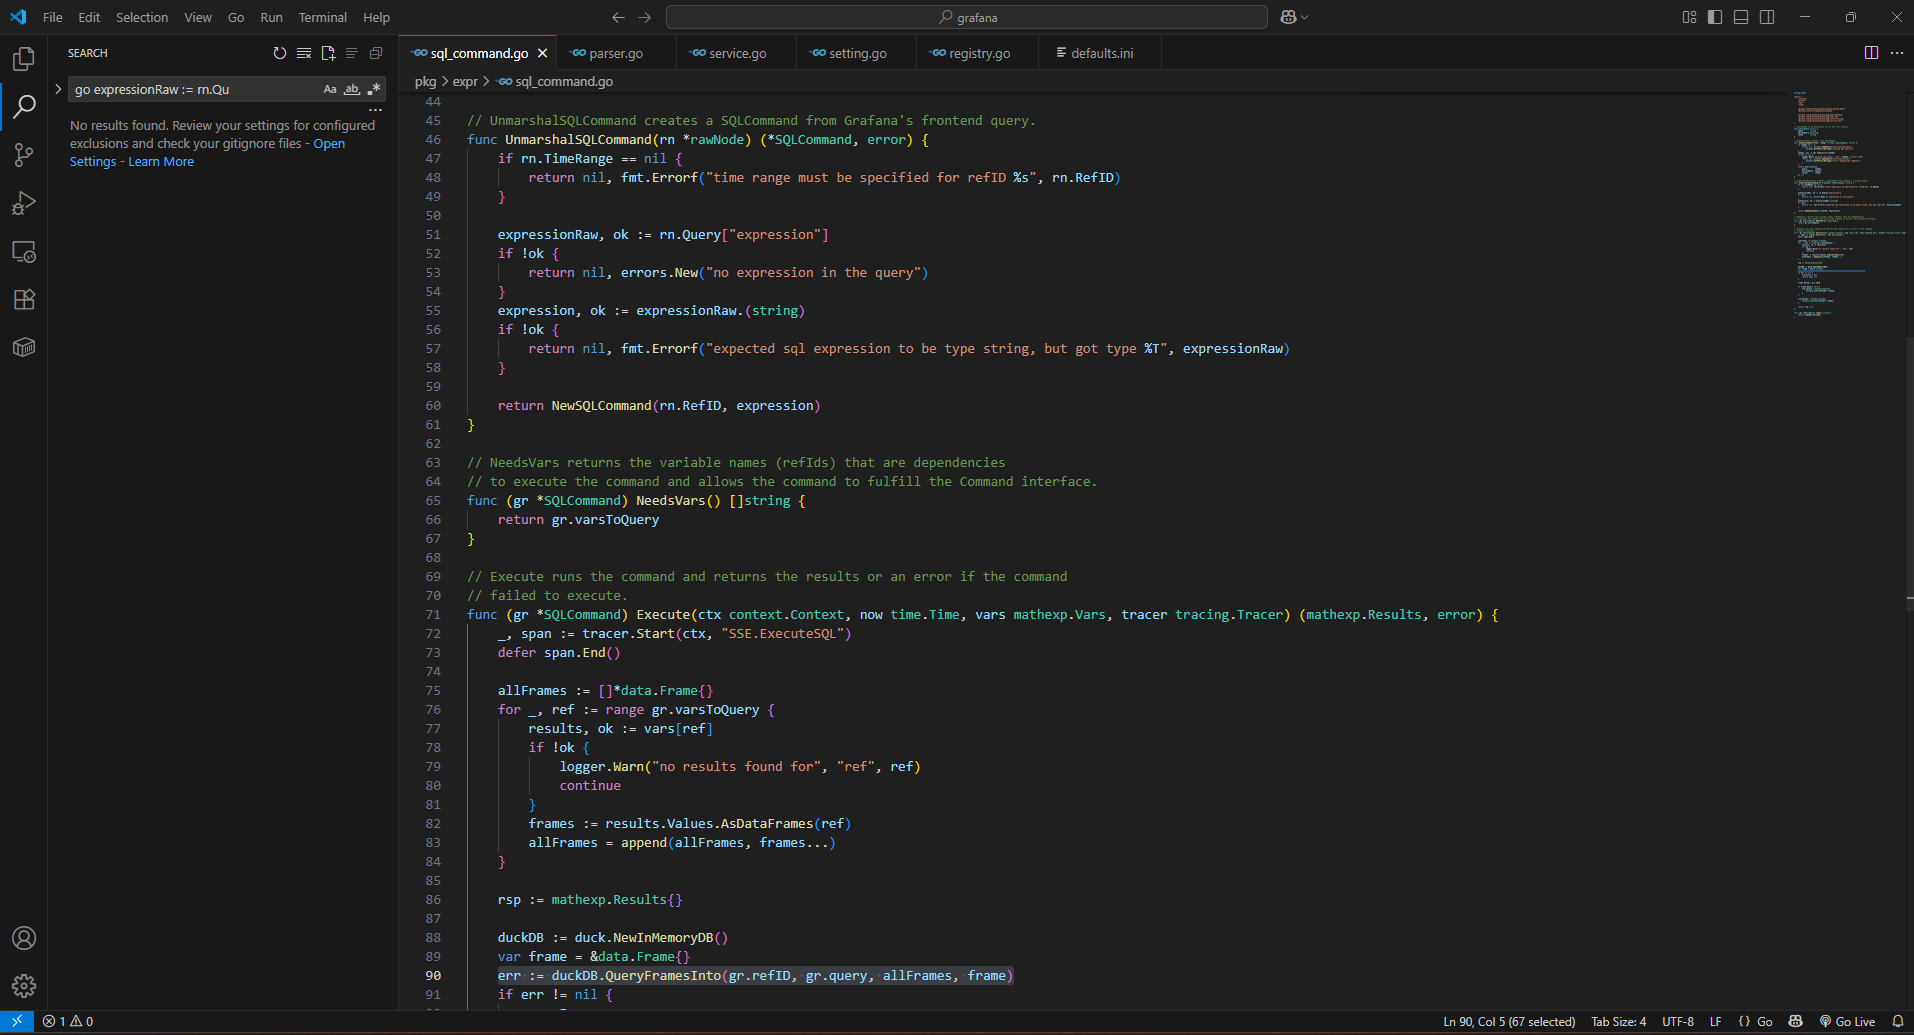 File Edit Selection View Go Run Terminal Help
grafana
SEARCH
go expressionRaw := rn.Qu
Aa ab .*
No results found. Review your settings for configured
exclusions and check your gitignore files - Open
Settings - Learn More
GO sql_command.go GO parser.go GO service.go GO setting.go GO registry.go defaults.ini
pkg > expr > GO sql_command.go
44
45 // UnmarshalSQLCommand creates a SQLCommand from Grafana's frontend query.
46 func UnmarshalSQLCommand(rn *rawNode) (*SQLCommand, error) {
47 if rn.TimeRange == nil {
48 return nil, fmt.Errorf("time range must be specified for refID %s", rn.RefID)
49 }
50
51 expressionRaw, ok := rn.Query["expression"]
52 if !ok {
53 return nil, errors.New("no expression in the query")
54 }
55 expression, ok := expressionRaw.(string)
56 if !ok {
57 return nil, fmt.Errorf("expected sql expression to be type string, but got type %T", expressionRaw)
58 }
59
60 return NewSQLCommand(rn.RefID, expression)
61 }
62
63 // NeedsVars returns the variable names (refIds) that are dependencies
64 // to execute the command and allows the command to fulfill the Command interface.
65 func (gr *SQLCommand) NeedsVars() []string {
66 return gr.varsToQuery
67 }
68
69 // Execute runs the command and returns the results or an error if the command
70 // failed to execute.
71 func (gr *SQLCommand) Execute(ctx context.Context, now time.Time, vars mathexp.Vars, tracer tracing.Tracer) (mathexp.Results, error) {
72 _, span := tracer.Start(ctx, "SSE.ExecuteSQL")
73 defer span.End()
74
75 allFrames := []*data.Frame{}
76 for _, ref := range gr.varsToQuery {
77 results, ok := vars[ref]
78 if !ok {
79 logger.Warn("no results found for", "ref", ref)
80 continue
81 }
82 frames := results.Values.AsDataFrames(ref)
83 allFrames = append(allFrames, frames...)
84 }
85
86 rsp := mathexp.Results{}
87
88 duckDB := duck.NewInMemoryDB()
89 var frame = &data.Frame{}
90 err := duckDB.QueryFramesInto(gr.refID, gr.query, allFrames, frame)
91 if err != nil {
1 0 Ln 90, Col 5 (67 selected) Tab Size: 4 UTF-8 LF {} Go Go Live